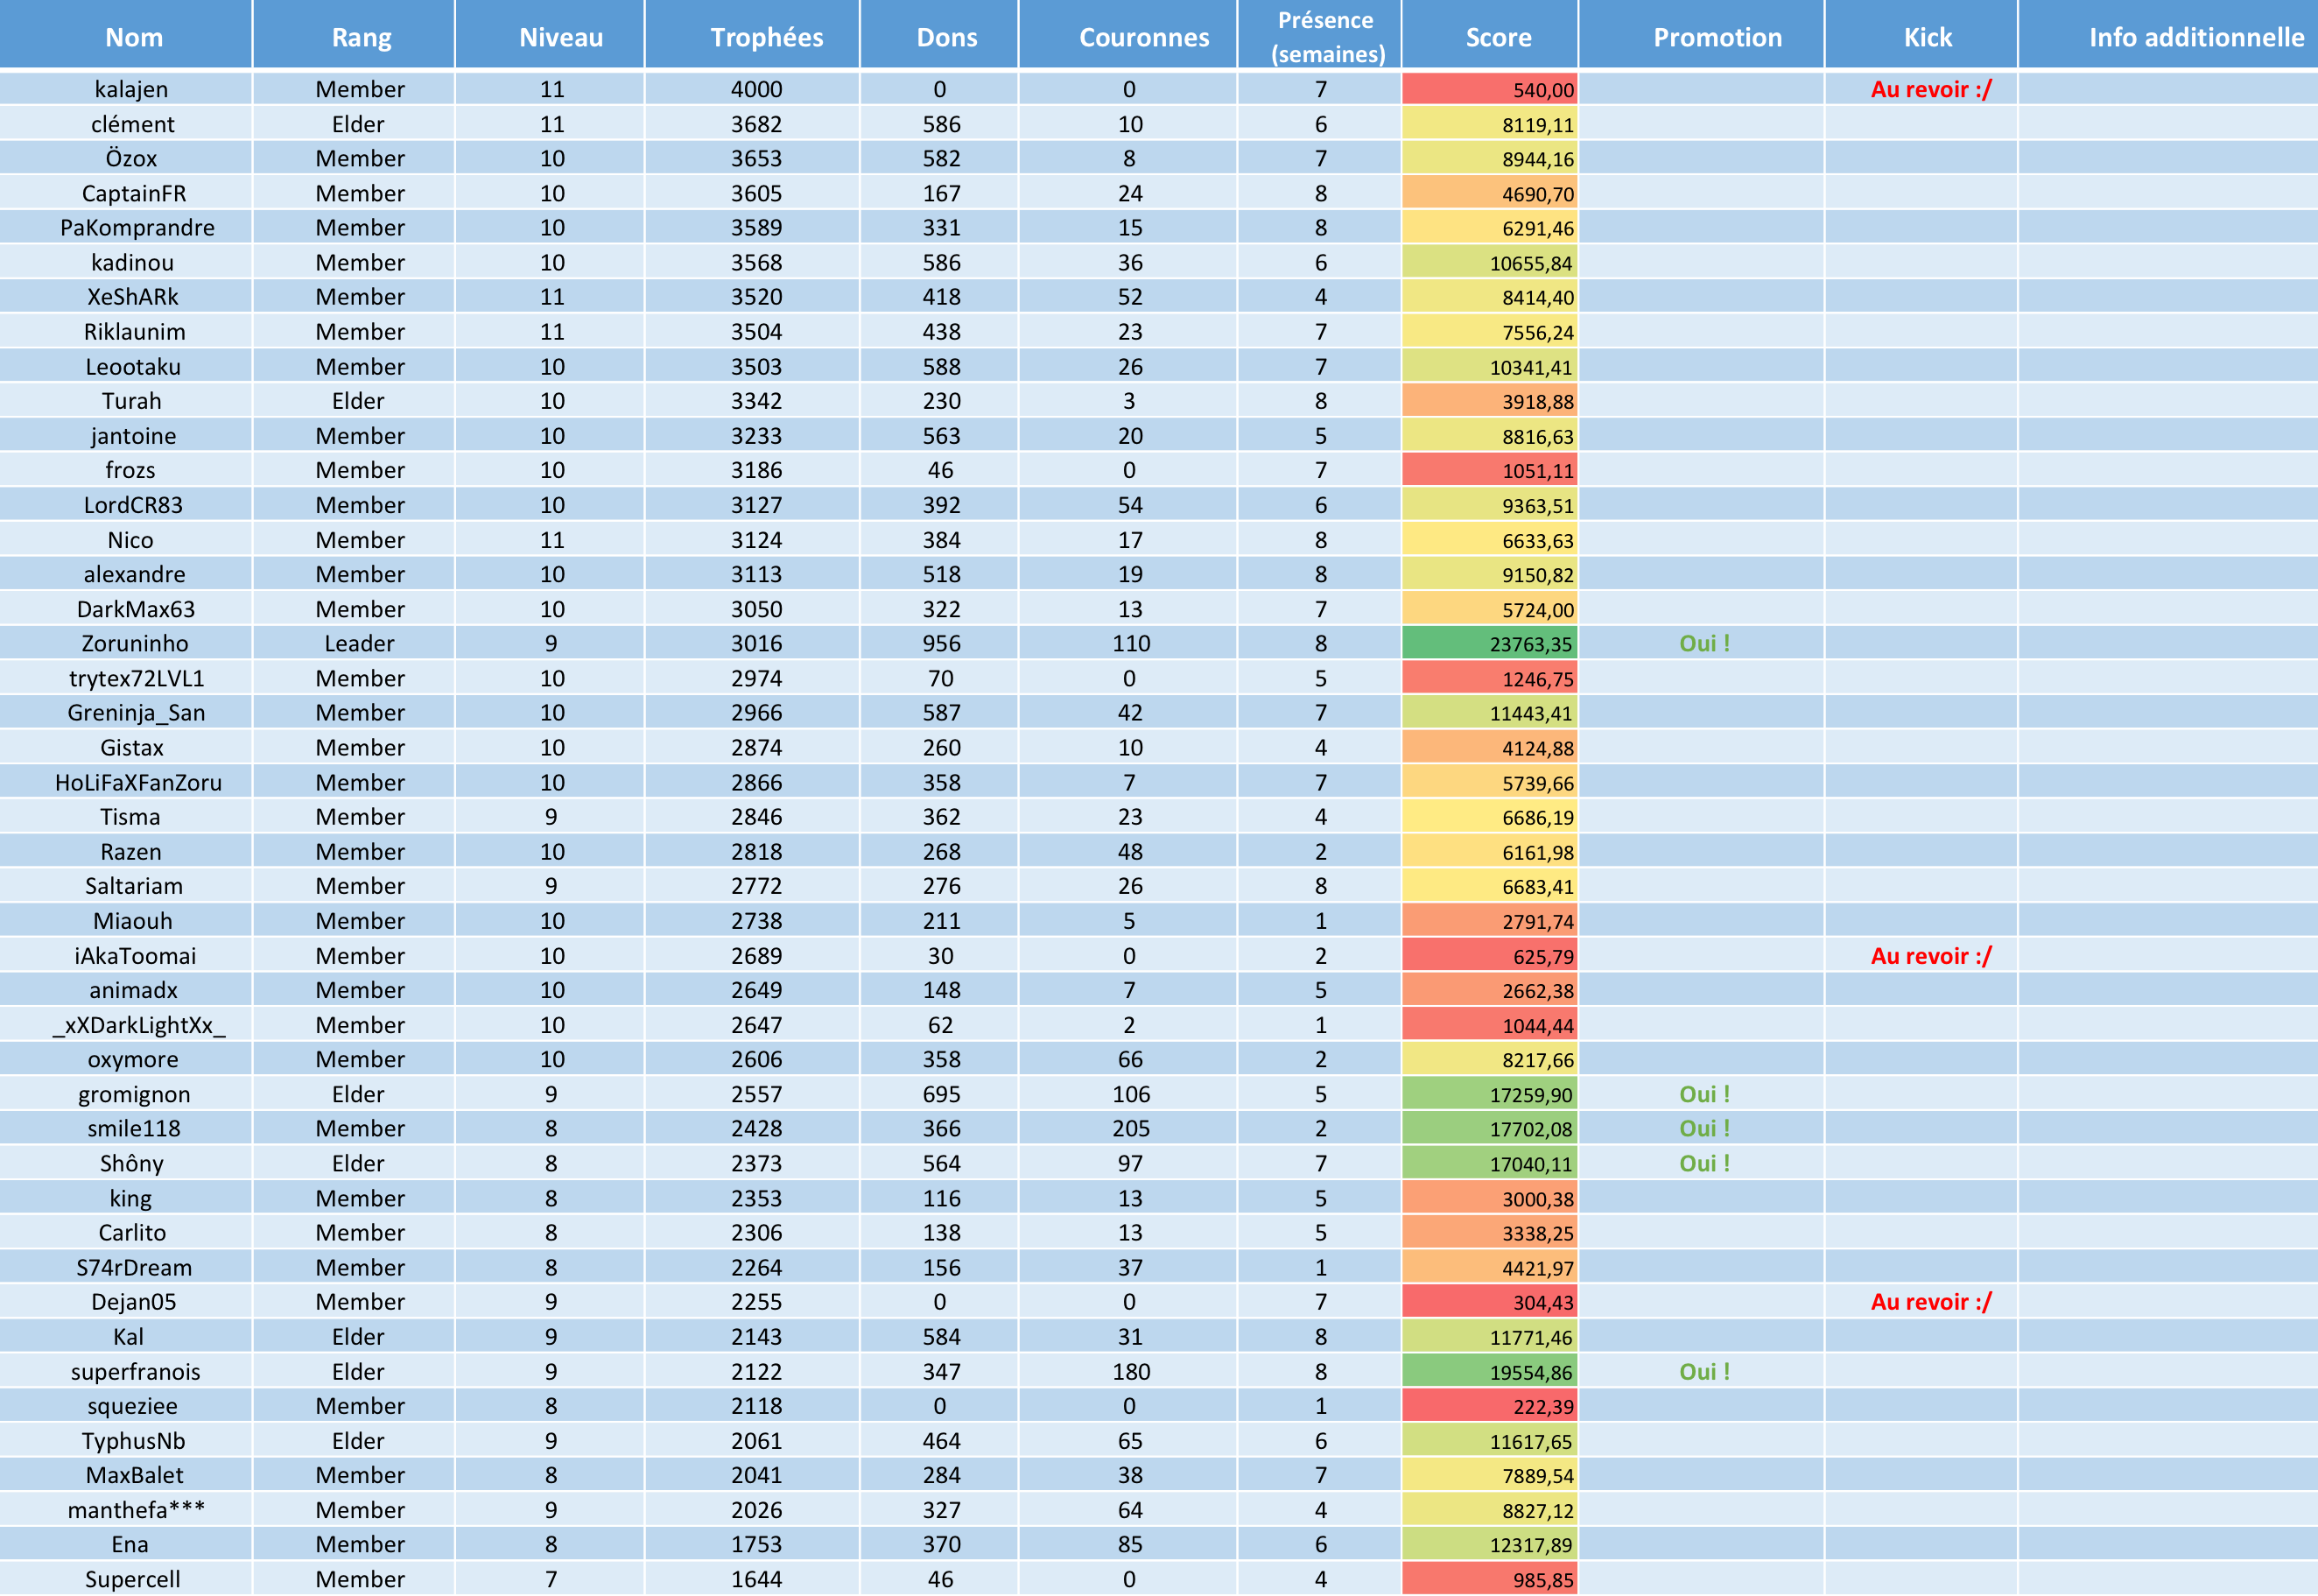 Nom Rang Niveau Trophées Dons Couronnes Présence (semaines) Score Promotion Kick Info additionnelle
kalajen Member 11 4000 0 0 7 540,00 Au revoir :/
clément Elder 11 3682 586 10 6 8119,11
Özox Member 10 3653 582 8 7 8944,16
CaptainFR Member 10 3605 167 24 8 4690,70
PaKomprandre Member 10 3589 331 15 8 6291,46
kadinou Member 10 3568 586 36 6 10655,84
XeShARk Member 11 3520 418 52 4 8414,40
Riklaunim Member 11 3504 438 23 7 7556,24
Leootaku Member 10 3503 588 26 7 10341,41
Turah Elder 10 3342 230 3 8 3918,88
jantoine Member 10 3233 563 20 5 8816,63
frozs Member 10 3186 46 0 7 1051,11
LordCR83 Member 10 3127 392 54 6 9363,51
Nico Member 11 3124 384 17 8 6633,63
alexandre Member 10 3113 518 19 8 9150,82
DarkMax63 Member 10 3050 322 13 7 5724,00
Zoruninho Leader 9 3016 956 110 8 23763,35 Oui !
trytex72LVL1 Member 10 2974 70 0 5 1246,75
Greninja_San Member 10 2966 587 42 7 11443,41
Gistax Member 10 2874 260 10 4 4124,88
HoLiFaXFanZoru Member 10 2866 358 7 7 5739,66
Tisma Member 9 2846 362 23 4 6686,19
Razen Member 10 2818 268 48 2 6161,98
Saltariam Member 9 2772 276 26 8 6683,41
Miaouh Member 10 2738 211 5 1 2791,74
iAkaToomai Member 10 2689 30 0 2 625,79 Au revoir :/
animadx Member 10 2649 148 7 5 2662,38
_xXDarkLightXx_ Member 10 2647 62 2 1 1044,44
oxymore Member 10 2606 358 66 2 8217,66
gromignon Elder 9 2557 695 106 5 17259,90 Oui !
smile118 Member 8 2428 366 205 2 17702,08 Oui !
Shôny Elder 8 2373 564 97 7 17040,11 Oui !
king Member 8 2353 116 13 5 3000,38
Carlito Member 8 2306 138 13 5 3338,25
S74rDream Member 8 2264 156 37 1 4421,97
Dejan05 Member 9 2255 0 0 7 304,43 Au revoir :/
Kal Elder 9 2143 584 31 8 11771,46
superfranois Elder 9 2122 347 180 8 19554,86 Oui !
squeziee Member 8 2118 0 0 1 222,39
TyphusNb Elder 9 2061 464 65 6 11617,65
MaxBalet Member 8 2041 284 38 7 7889,54
manthefa*** Member 9 2026 327 64 4 8827,12
Ena Member 8 1753 370 85 6 12317,89
Supercell Member 7 1644 46 0 4 985,85